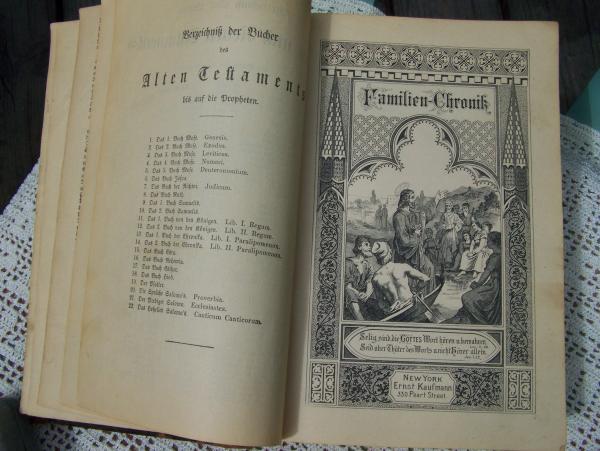 Verzeichniß der Bücher
des
Alten Testaments
bis auf die Propheten.
1. Das 1. Buch Mose. Genesis.
2. Das 2. Buch Mose. Exodus.
3. Das 3. Buch Mose. Leviticus.
4. Das 4. Buch Mose. Numeri.
5. Das 5. Buch Mose. Deuteronomium.
6. Das Buch Josua.
7. Das Buch der Richter. Judicum.
8. Das Buch Ruth.
9. Das 1. Buch Samuelis.
10. Das 2. Buch Samuelis.
11. Das 1. Buch von den Königen. Lib. I. Regum.
12. Das 2. Buch von den Königen. Lib. II. Regum.
13. Das 1. Buch der Chronika. Lib. I. Paralipomenon.
14. Das 2. Buch der Chronika. Lib. II. Paralipomenon.
15. Das Buch Esra.
16. Das Buch Nehemia.
17. Das Buch Esther.
18. Das Buch Hiob.
19. Der Psalter.
20. Die Sprüche Salomo's. Proverbia.
21. Der Prediger Salomo. Ecclesiastes.
22. Das Hohelied Salomo's. Canticum Canticorum.
Familien-Chronik
Selig sind die GOTTES Wort hören u. bewahren.
Seid aber Thäter des Worts u. nicht Hörer allein.
NEW YORK
Ernst Kaufmann
330 Pearl Street.